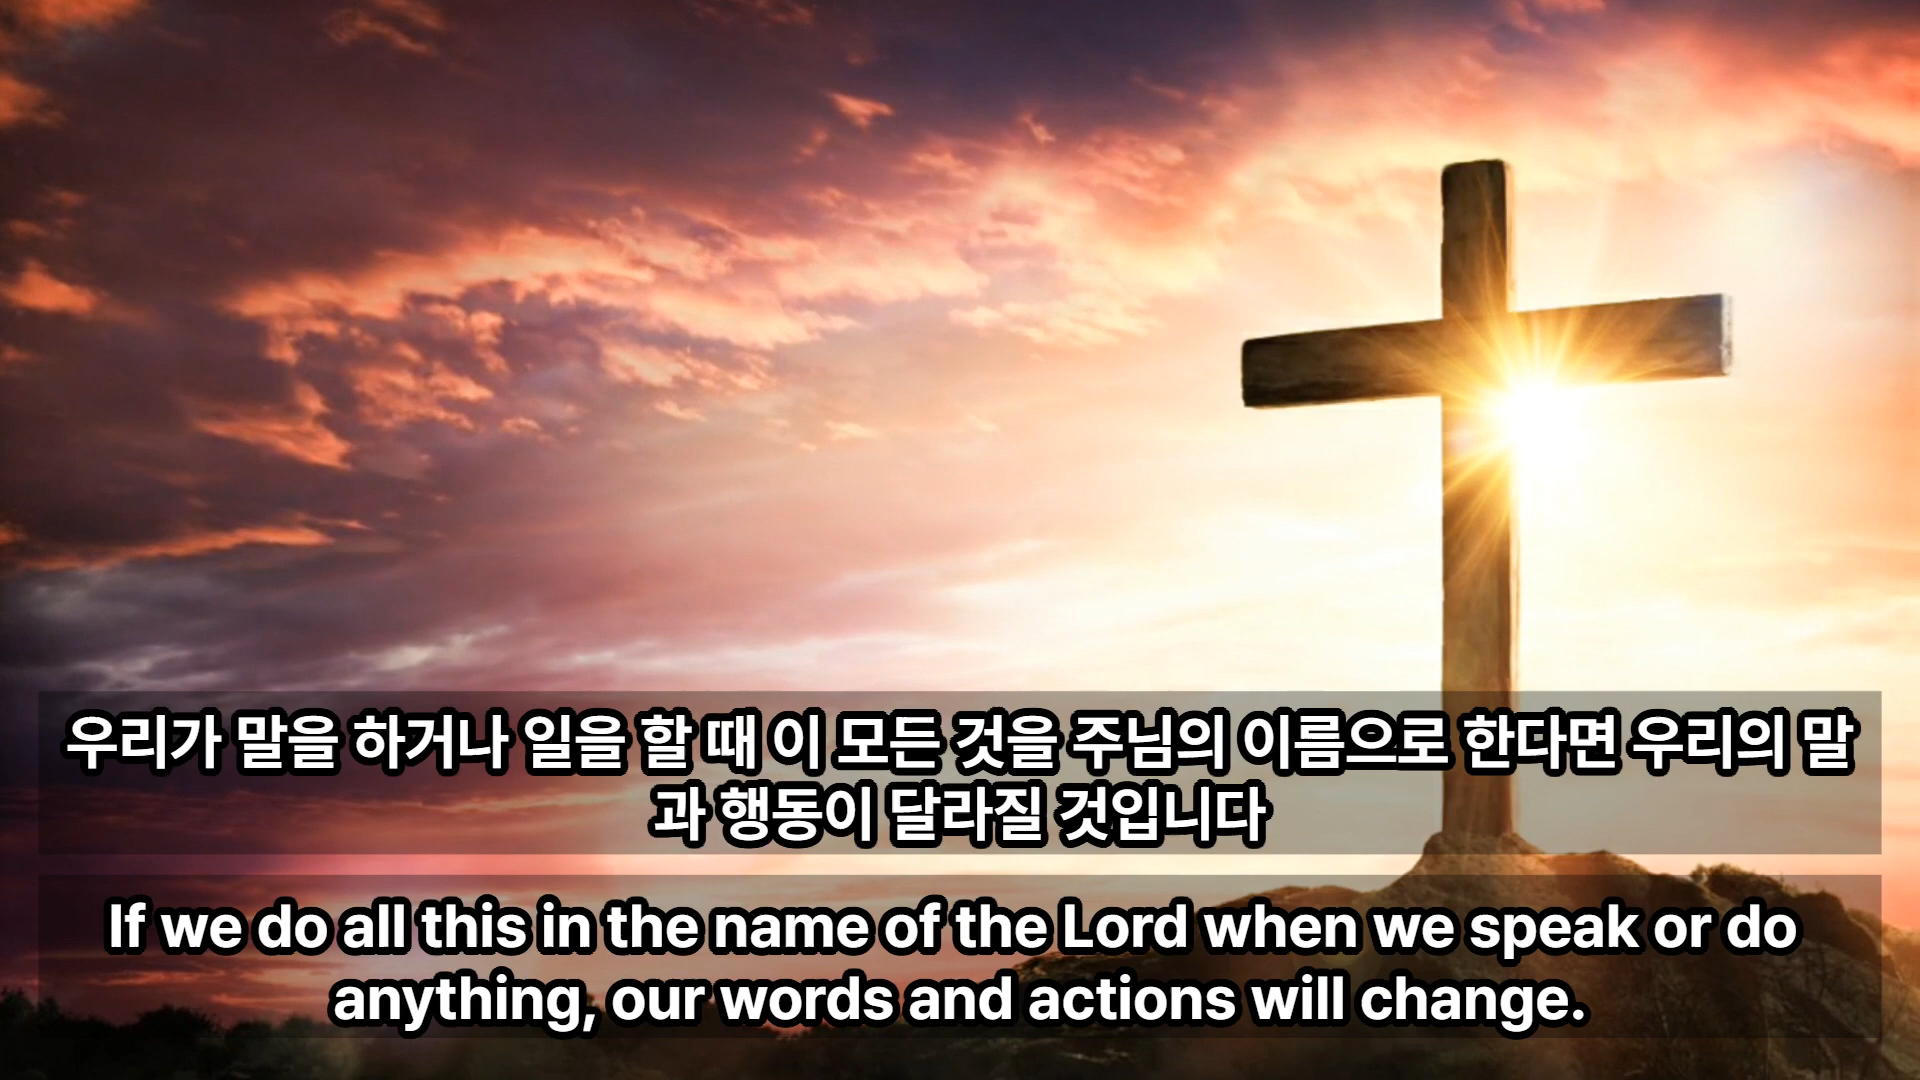 우리가 말을 하거나 일을 할 때 이 모든 것을 주님의 이름으로 한다면 우리의 말
과 행동이 달라질 것입니다
If we do all this in the name of the Lord when we speak or do
anything, our words and actions will change.